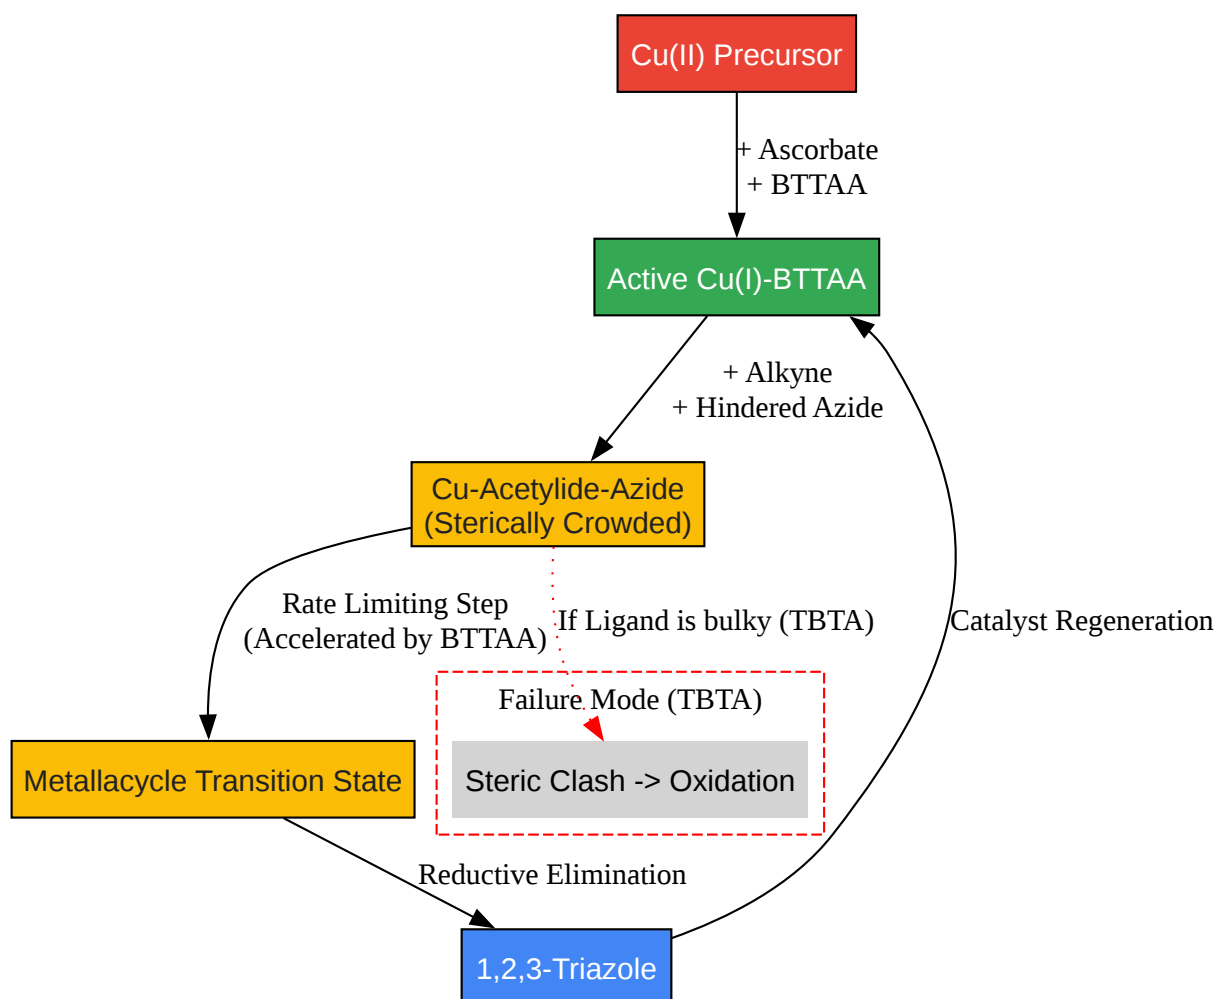 Cu(II) Precursor
+ Ascorbate
+ BTTAA
Active Cu(I)-BTTAA
+ Alkyne
+ Hindered Azide
Cu-Acetylide-Azide
(Sterically Crowded)
Rate Limiting Step
(Accelerated by BTTAA)
If Ligand is bulky (TBTA)
Catalyst Regeneration
Failure Mode (TBTA)
Metallacycle Transition State
Steric Clash -> Oxidation
Reductive Elimination
1,2,3-Triazole